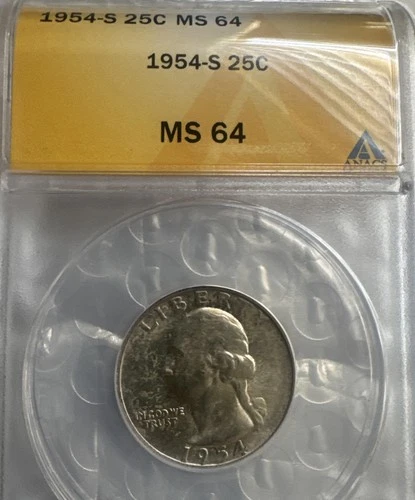 1954-S 25C MS 64
1954-S 25C
MS 64
ANACS
LIBERTY
IN GOD WE
TRUST
1954